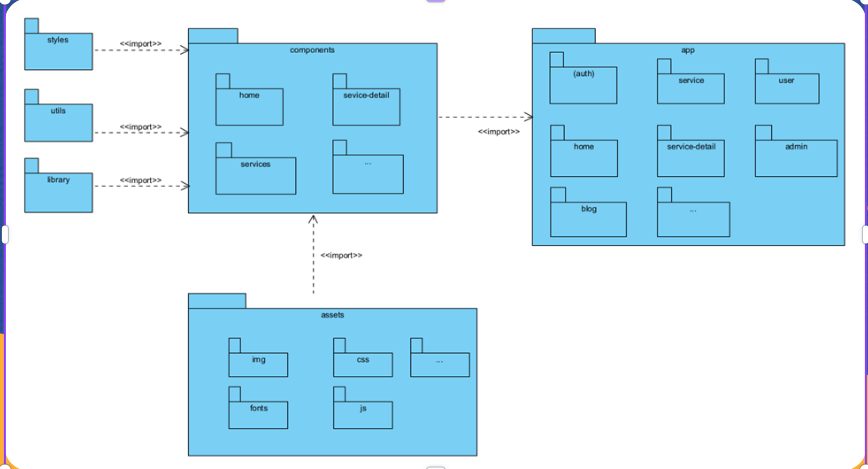 styles
<<import>>
utils
<<import>>
library
<<import>>
components
home
sevice-detail
services
...
<<import>>
app
(auth)
service
user
home
service-detail
admin
blog
...
<<import>>
assets
img
css
...
fonts
js